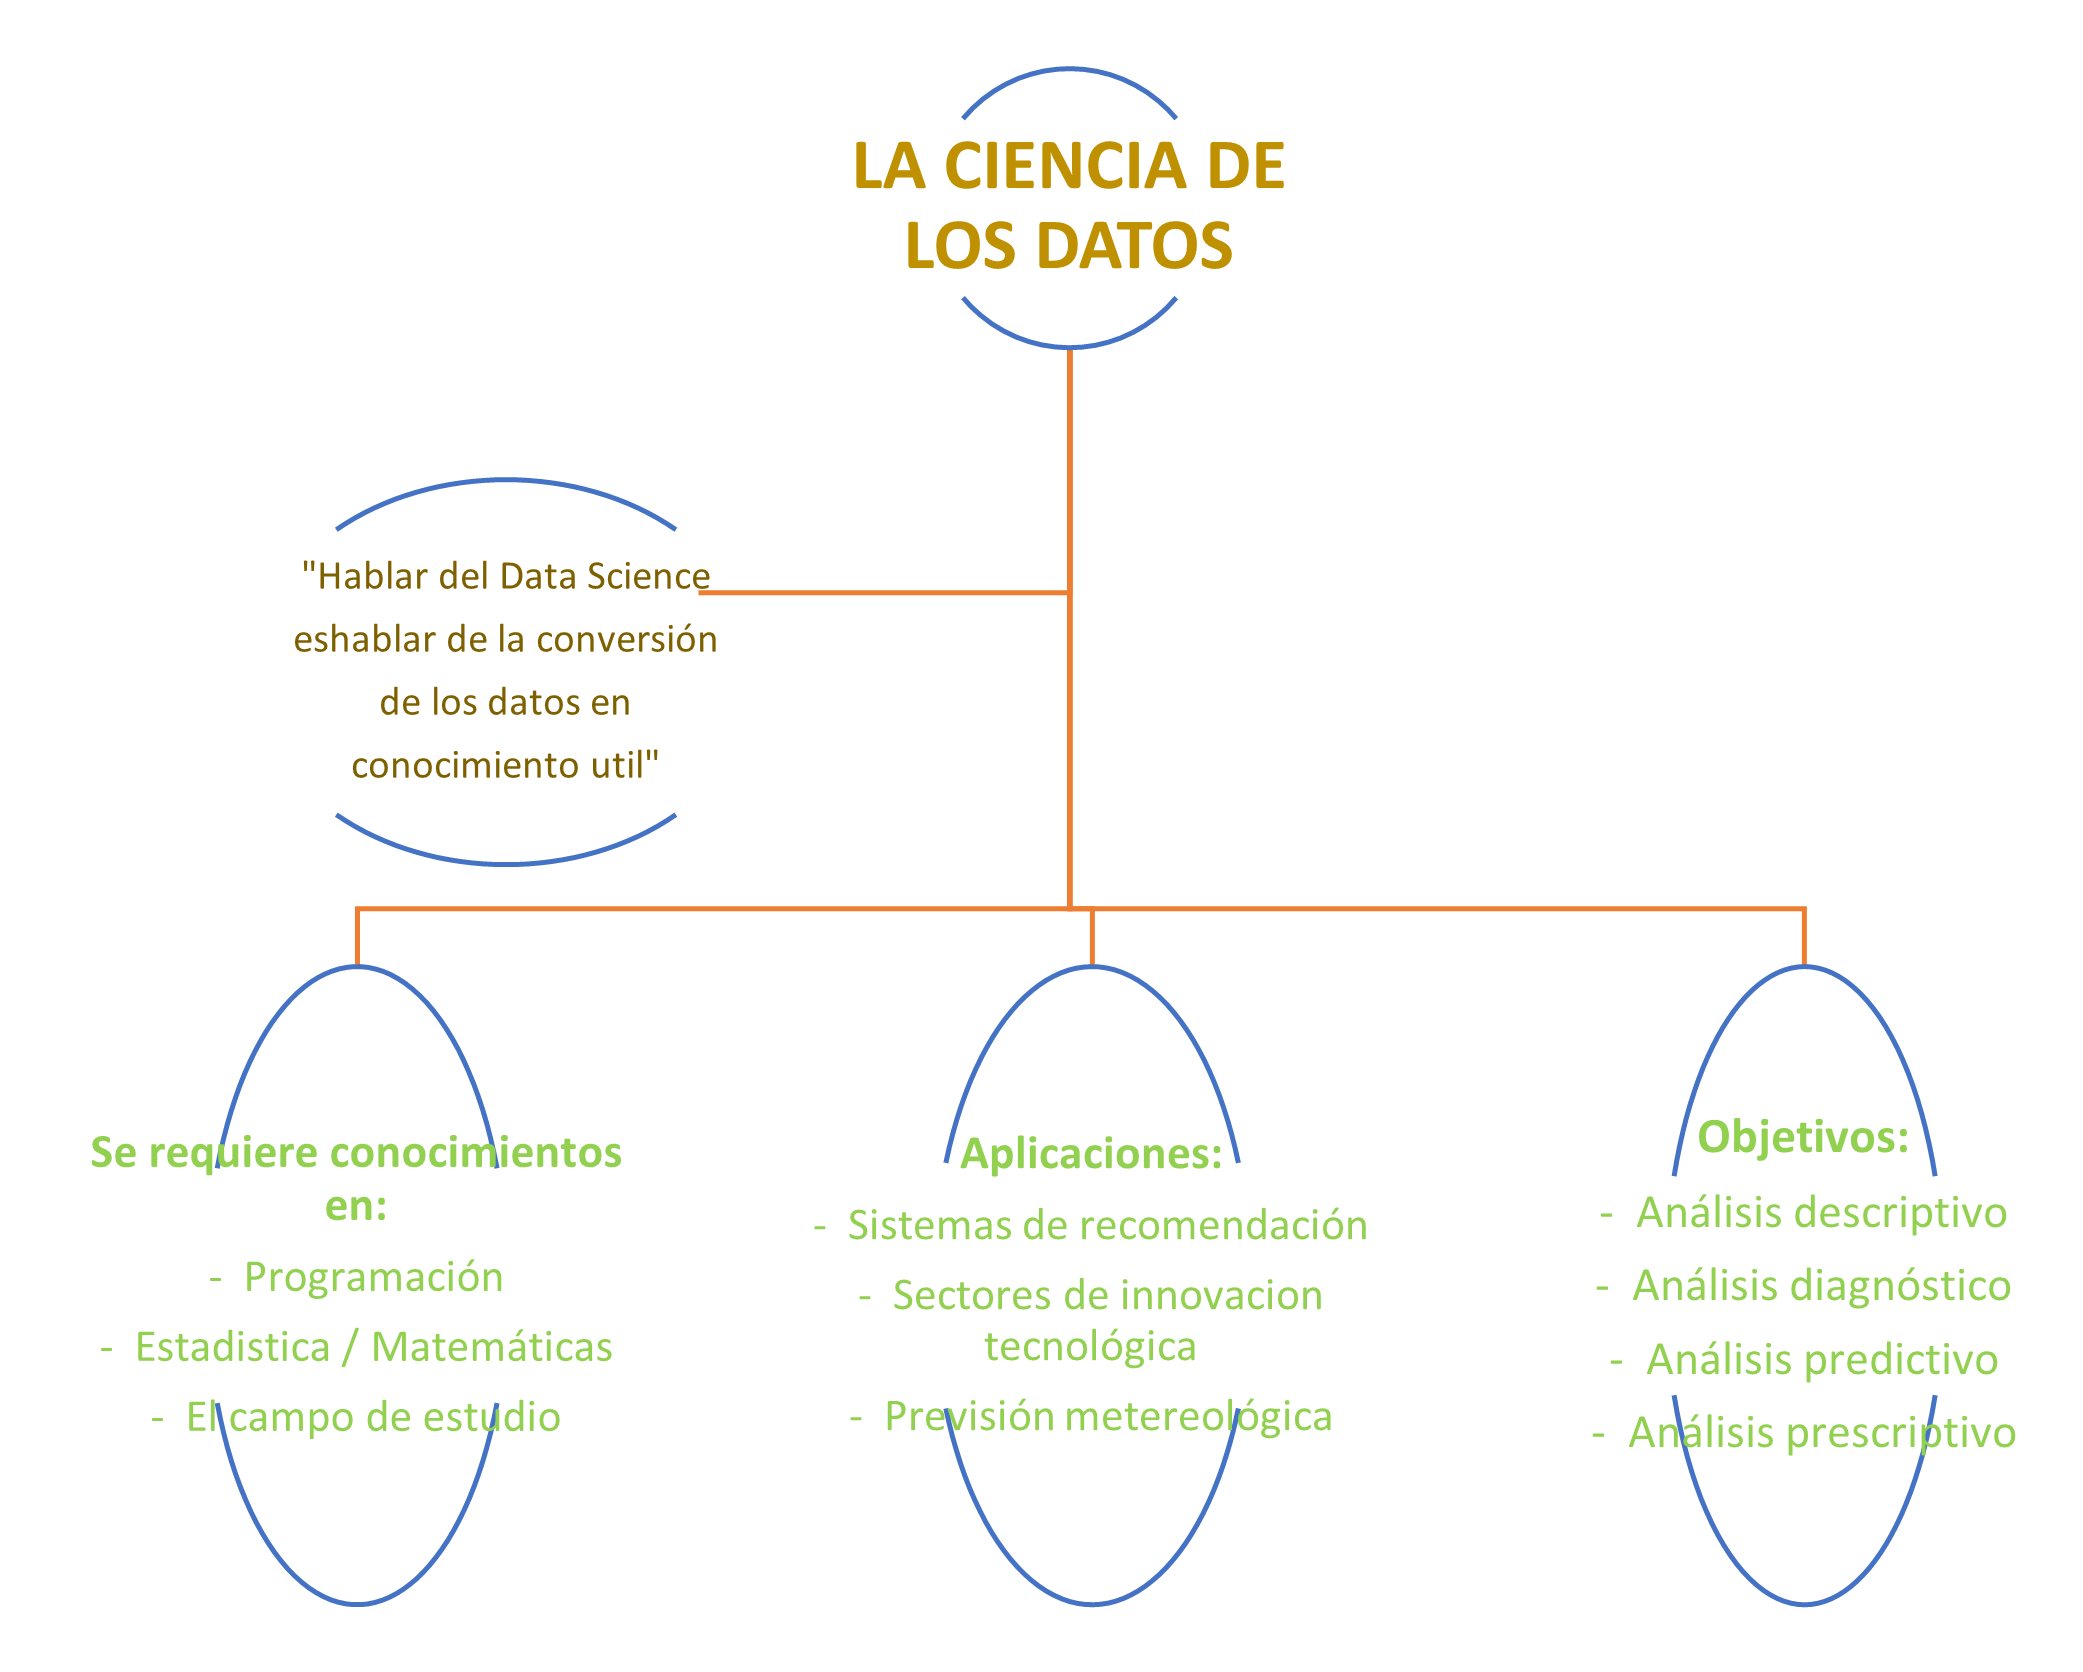 LA CIENCIA DE
LOS DATOS
"Hablar del Data Science
eshablar de la conversión
de los datos en
conocimiento util"
Se requiere conocimientos
en:
- Programación
- Estadistica / Matemáticas
- El campo de estudio
Aplicaciones:
- Sistemas de recomendación
- Sectores de innovacion
tecnológica
- Previsión metereológica
Objetivos:
- Análisis descriptivo
- Análisis diagnóstico
- Análisis predictivo
- Análisis prescriptivo